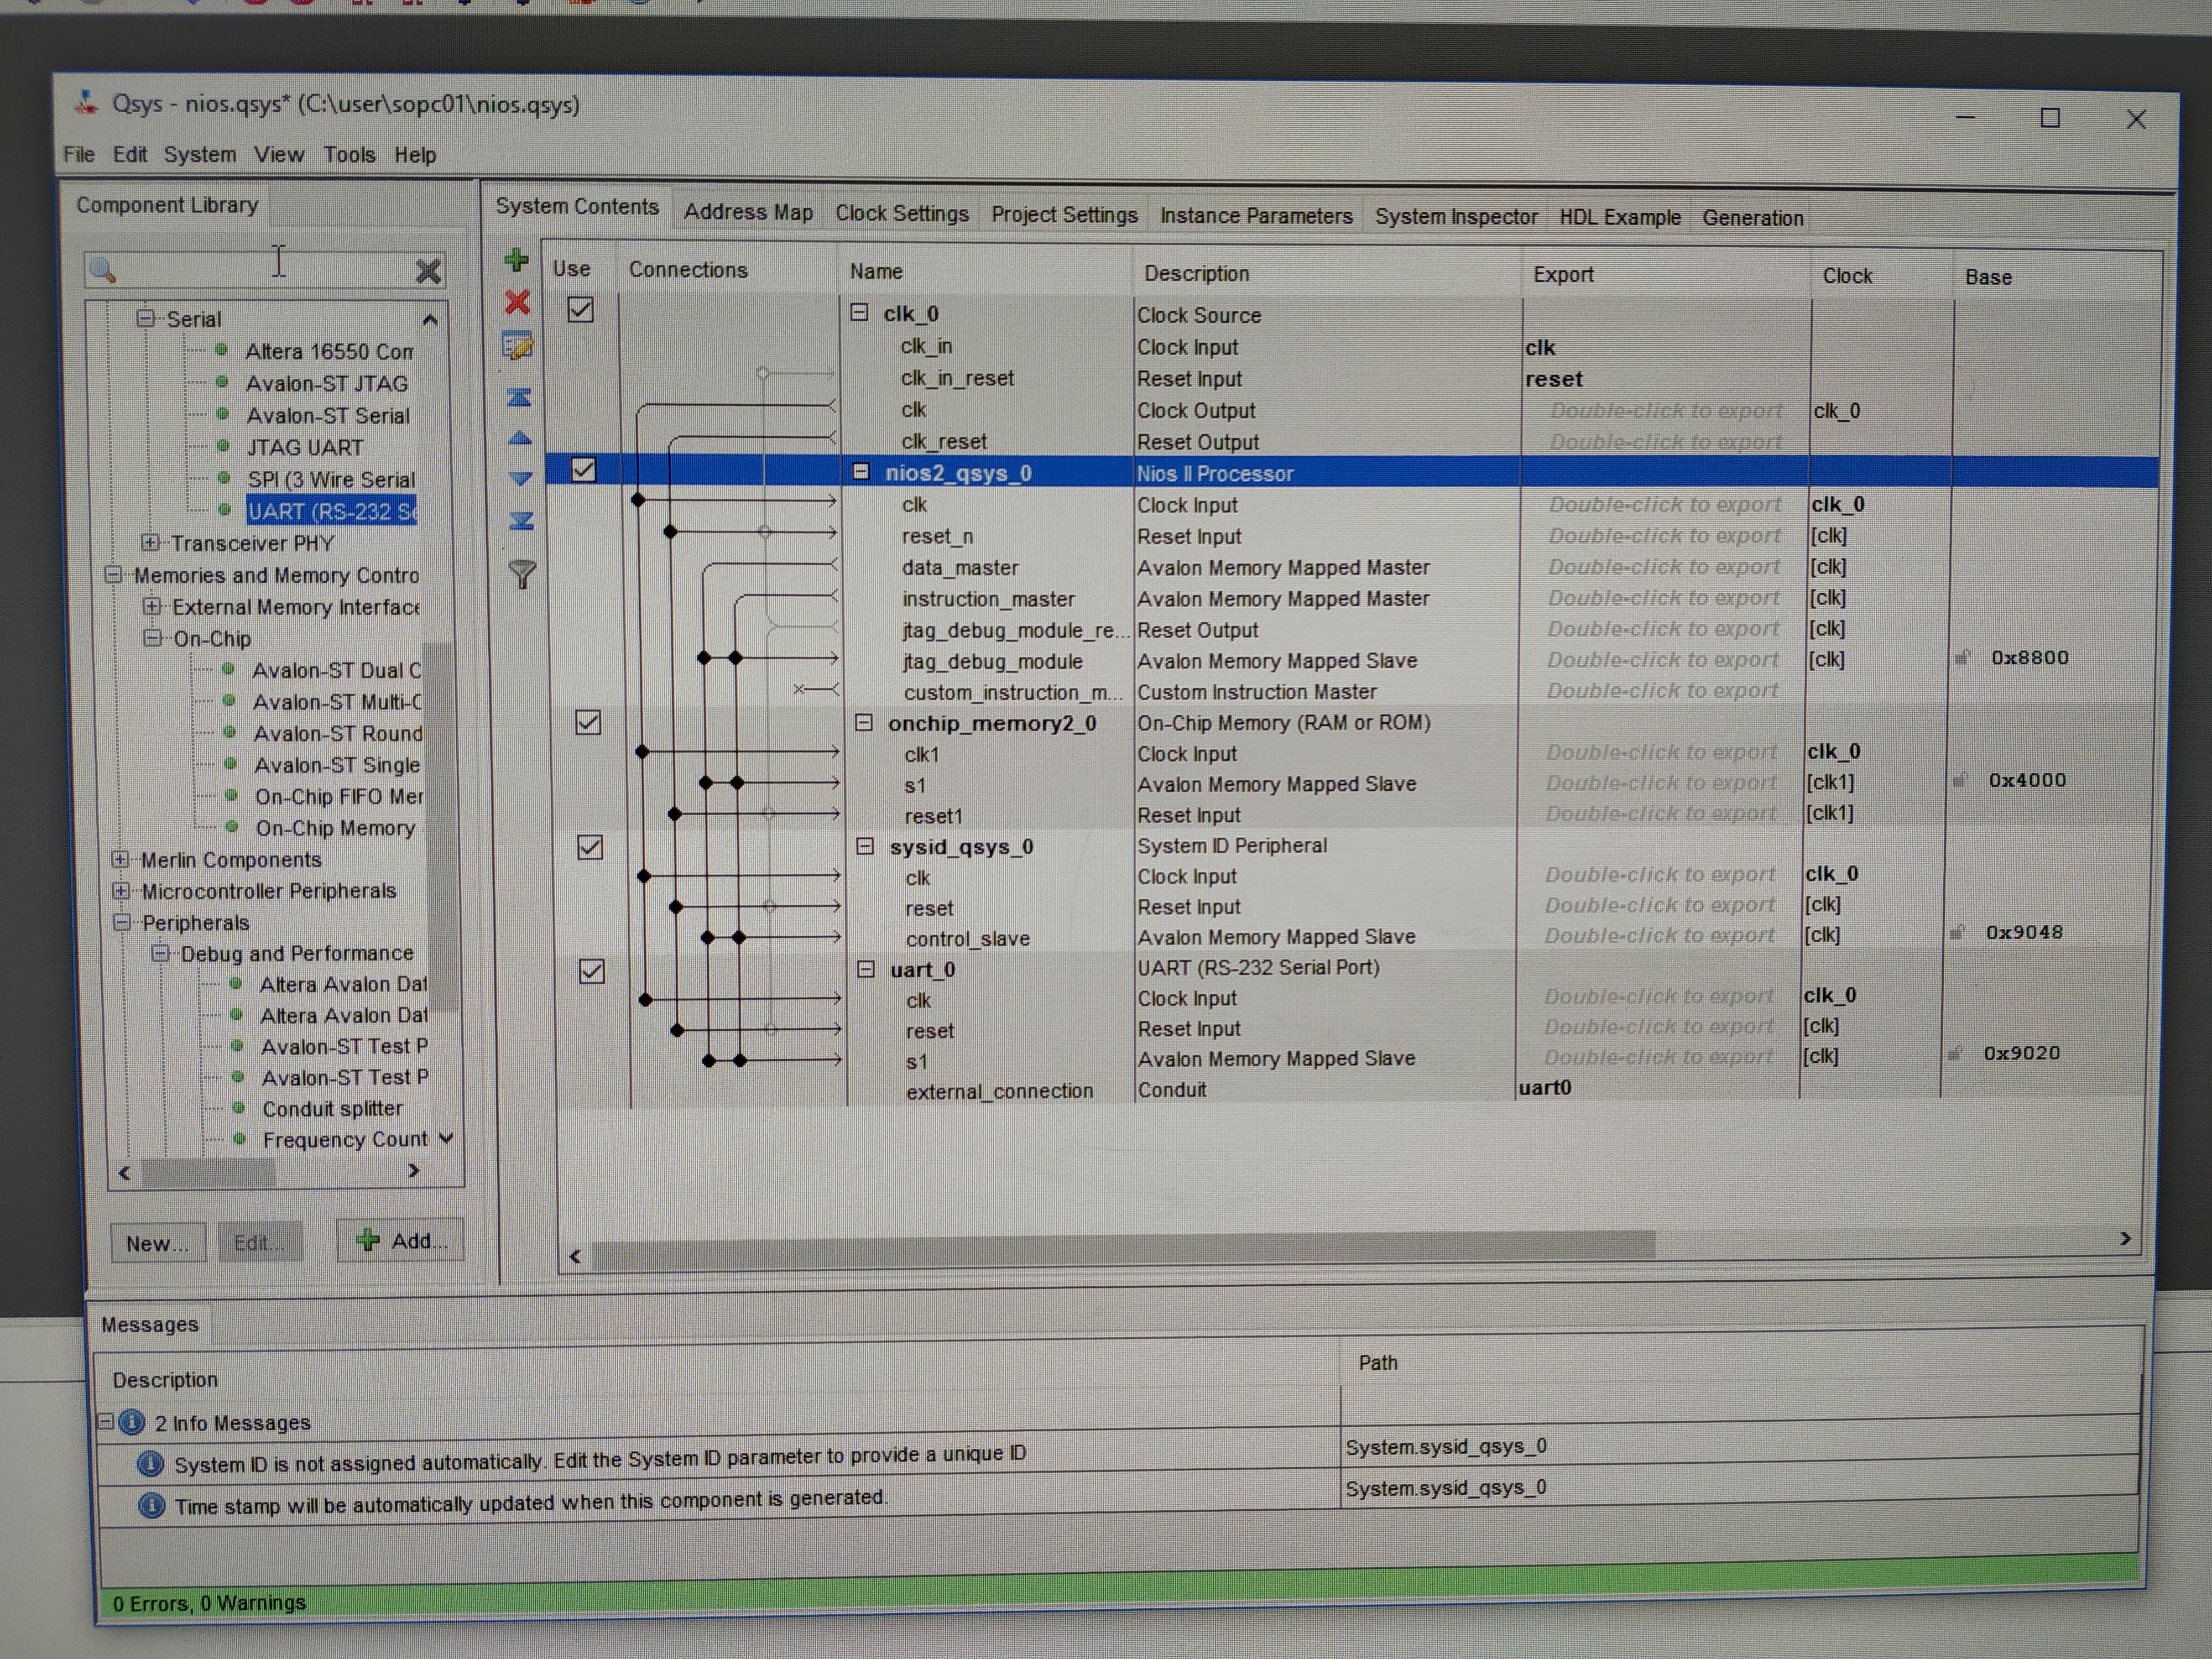 Qsys - nios.qsys* (C:\user\sopc01\nios.qsys)
File Edit System View Tools Help
Component Library
Serial
Altera 16550 Com
Avalon-ST JTAG
Avalon-ST Serial
JTAG UART
SPI (3 Wire Serial
UART (RS-232 Se
Transceiver PHY
Memories and Memory Contro
External Memory Interface
On-Chip
Avalon-ST Dual C
Avalon-ST Multi-C
Avalon-ST Round
Avalon-ST Single
On-Chip FIFO Mer
On-Chip Memory
Merlin Components
Microcontroller Peripherals
Peripherals
Debug and Performance
Altera Avalon Dat
Altera Avalon Dat
Avalon-ST Test P
Avalon-ST Test P
Conduit splitter
Frequency Count
New... Edit... Add...
System Contents Address Map Clock Settings Project Settings Instance Parameters System Inspector HDL Example Generation
Use Connections Name Description Export Clock Base
clk_0 Clock Source
clk_in Clock Input clk
clk_in_reset Reset Input reset
clk Clock Output Double-click to export clk_0
clk_reset Reset Output Double-click to export
nios2_qsys_0 Nios II Processor
clk Clock Input Double-click to export clk_0
reset_n Reset Input Double-click to export [clk]
data_master Avalon Memory Mapped Master Double-click to export [clk]
instruction_master Avalon Memory Mapped Master Double-click to export [clk]
jtag_debug_module_re... Reset Output Double-click to export [clk]
jtag_debug_module Avalon Memory Mapped Slave Double-click to export [clk] 0x8800
custom_instruction_m... Custom Instruction Master Double-click to export
onchip_memory2_0 On-Chip Memory (RAM or ROM)
clk1 Clock Input Double-click to export clk_0
s1 Avalon Memory Mapped Slave Double-click to export [clk1] 0x4000
reset1 Reset Input Double-click to export [clk1]
sysid_qsys_0 System ID Peripheral
clk Clock Input Double-click to export clk_0
reset Reset Input Double-click to export [clk]
control_slave Avalon Memory Mapped Slave Double-click to export [clk] 0x9048
uart_0 UART (RS-232 Serial Port)
clk Clock Input Double-click to export clk_0
reset Reset Input Double-click to export [clk]
s1 Avalon Memory Mapped Slave Double-click to export [clk] 0x9020
external_connection Conduit uart0
Messages
Description Path
2 Info Messages
System ID is not assigned automatically. Edit the System ID parameter to provide a unique ID System.sysid_qsys_0
Time stamp will be automatically updated when this component is generated. System.sysid_qsys_0
0 Errors, 0 Warnings